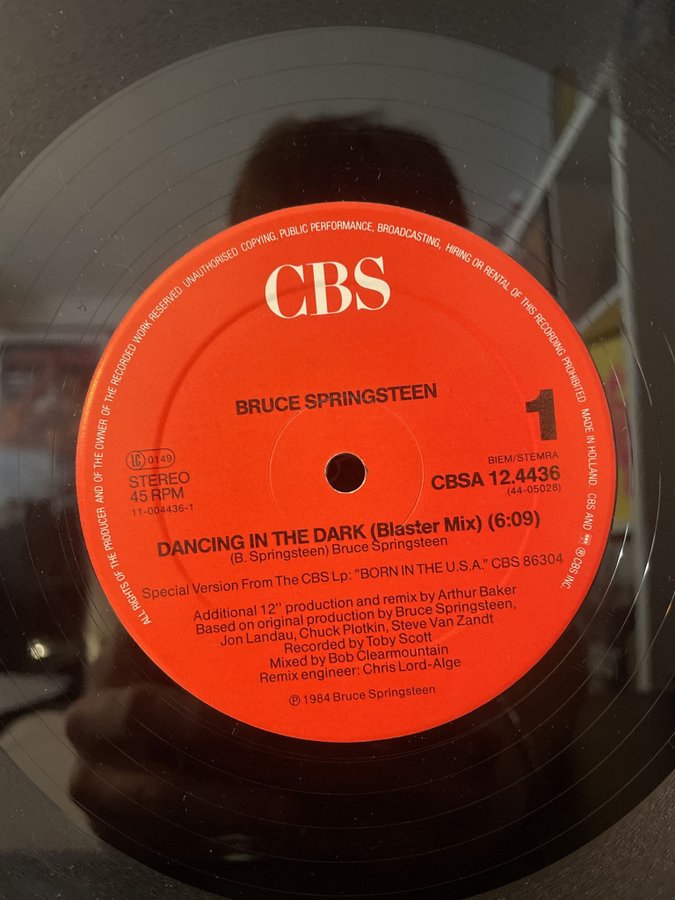 ALL RIGHTS OF THE PRODUCER AND OF THE OWNER OF THE RECORDED WORK RESERVED. UNAUTHORISED COPYING, PUBLIC PERFORMANCE, BROADCASTING, HIRING OR RENTAL OF THIS RECORDING PROHIBITED. MADE IN HOLLAND. CBS AND ® CBS INC.
CBS
BRUCE SPRINGSTEEN
1
LC 0149
STEREO
45 RPM
11-004436-1
BIEM/STEMRA
CBSA 12.4436
(44-05028)
DANCING IN THE DARK (Blaster Mix) (6:09)
(B. Springsteen) Bruce Springsteen
Special Version From The CBS Lp: "BORN IN THE U.S.A." CBS 86304
Additional 12" production and remix by Arthur Baker
Based on original production by Bruce Springsteen,
Jon Landau, Chuck Plotkin, Steve Van Zandt
Recorded by Toby Scott
Mixed by Bob Clearmountain
Remix engineer: Chris Lord-Alge
℗ 1984 Bruce Springsteen